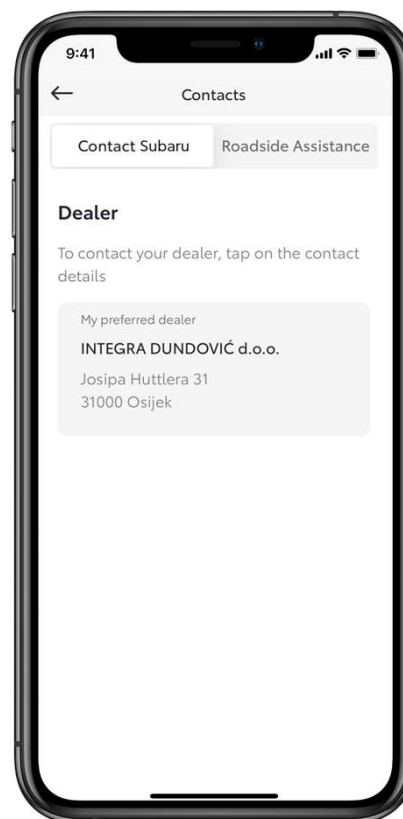 9:41
Contacts
Contact Subaru
Roadside Assistance
Dealer
To contact your dealer, tap on the contact
details
My preferred dealer
INTEGRA DUNDOVIĆ d.o.o.
Josipa Huttlera 31
31000 Osijek